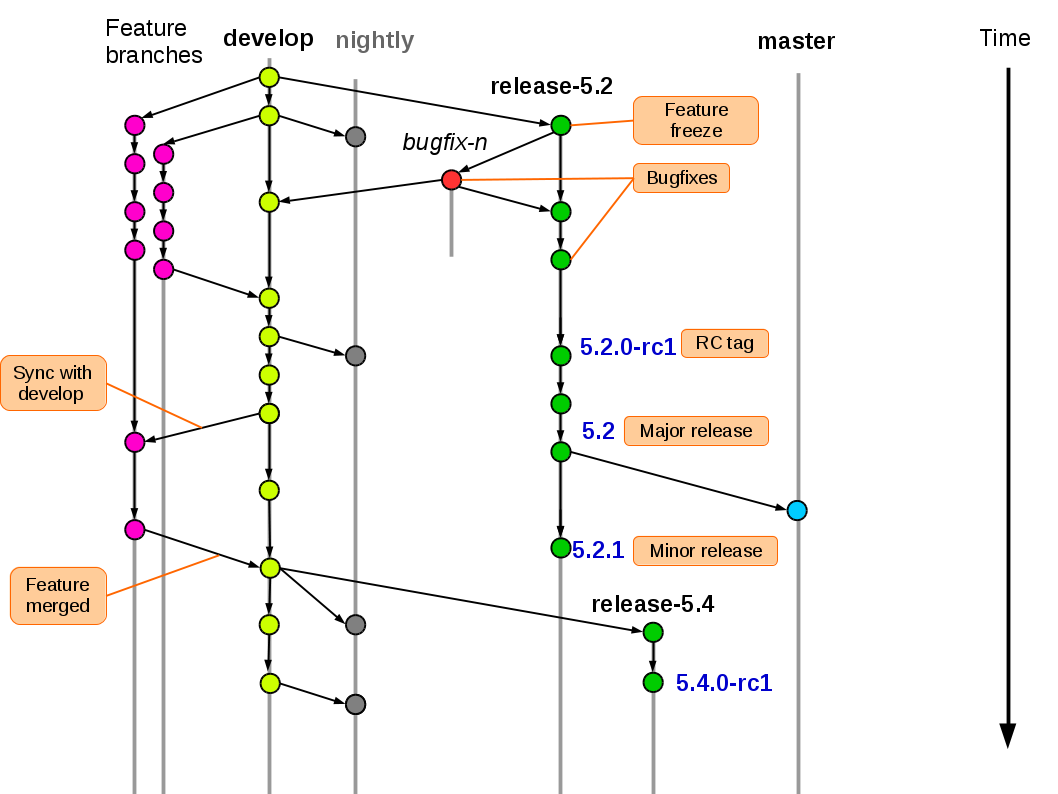 Feature
branches
develop
nightly
master
Time
release-5.2
Feature
freeze
bugfix-n
Bugfixes
5.2.0-rc1
RC tag
Sync with
develop
5.2
Major release
5.2.1
Minor release
Feature
merged
release-5.4
5.4.0-rc1